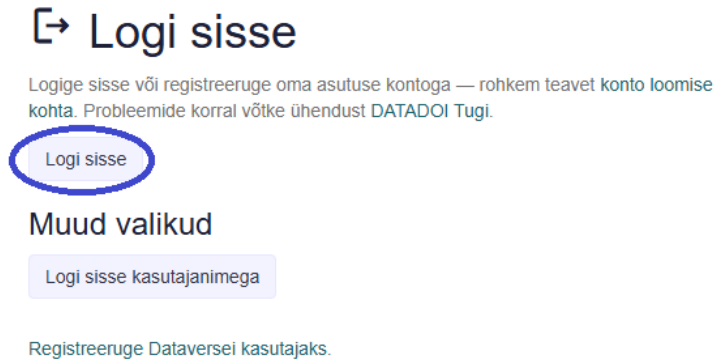 Logi sisse
Logige sisse või registreeruge oma asutuse kontoga — rohkem teavet konto loomise
kohta. Probleemide korral võtke ühendust DATADOI Tugi.
Logi sisse
Muud valikud
Logi sisse kasutajanimega
Registreeruge Dataversei kasutajaks.